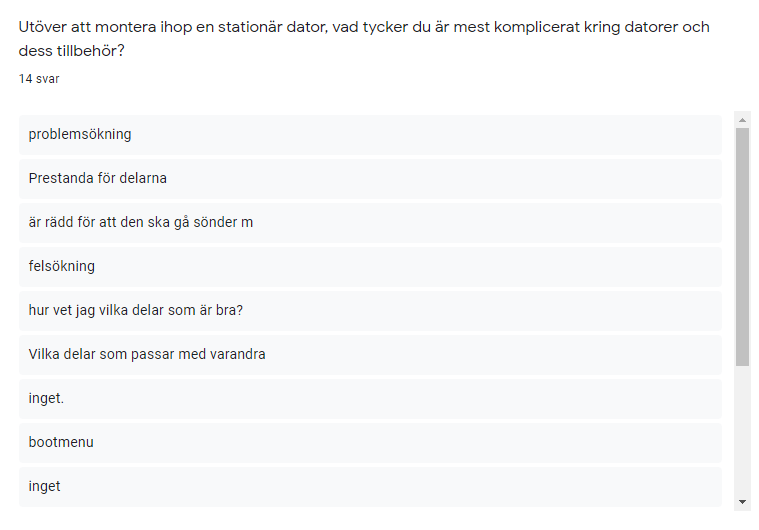 Utöver att montera ihop en stationär dator, vad tycker du är mest komplicerat kring datorer och
dess tillbehör?
14 svar
problemsökning
Prestanda för delarna
är rädd för att den ska gå sönder m
felsökning
hur vet jag vilka delar som är bra?
Vilka delar som passar med varandra
inget.
bootmenu
inget